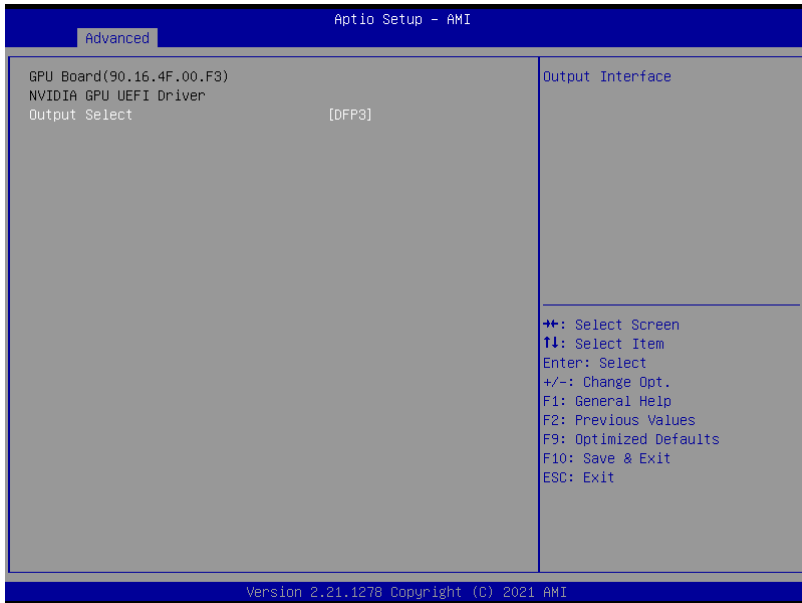 Aptio Setup – AMI
Advanced
GPU Board(90.16.4F.00.F3)
NVIDIA GPU UEFI Driver
Output Select [DFP3]
Output Interface
→←: Select Screen
↑↓: Select Item
Enter: Select
+/-: Change Opt.
F1: General Help
F2: Previous Values
F9: Optimized Defaults
F10: Save & Exit
ESC: Exit
Version 2.21.1278 Copyright (C) 2021 AMI